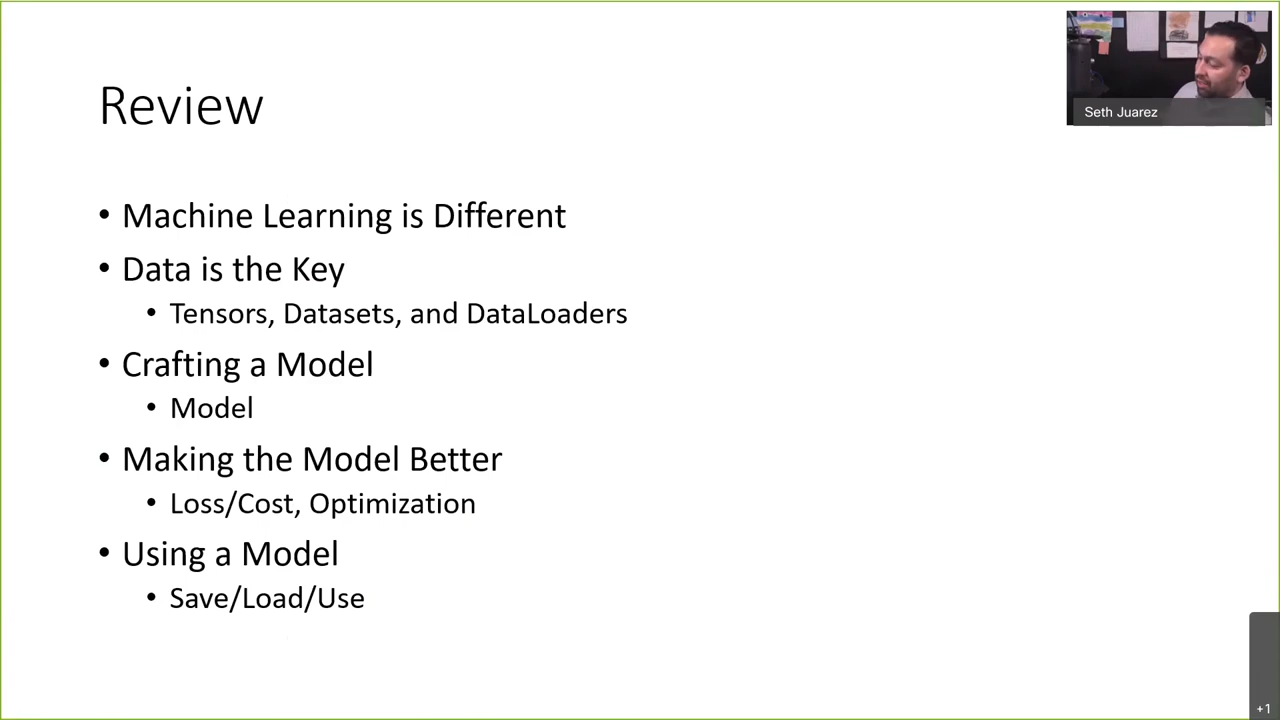 Review
• Machine Learning is Different
• Data is the Key
• Tensors, Datasets, and DataLoaders
• Crafting a Model
• Model
• Making the Model Better
• Loss/Cost, Optimization
• Using a Model
• Save/Load/Use
Seth Juarez
+1